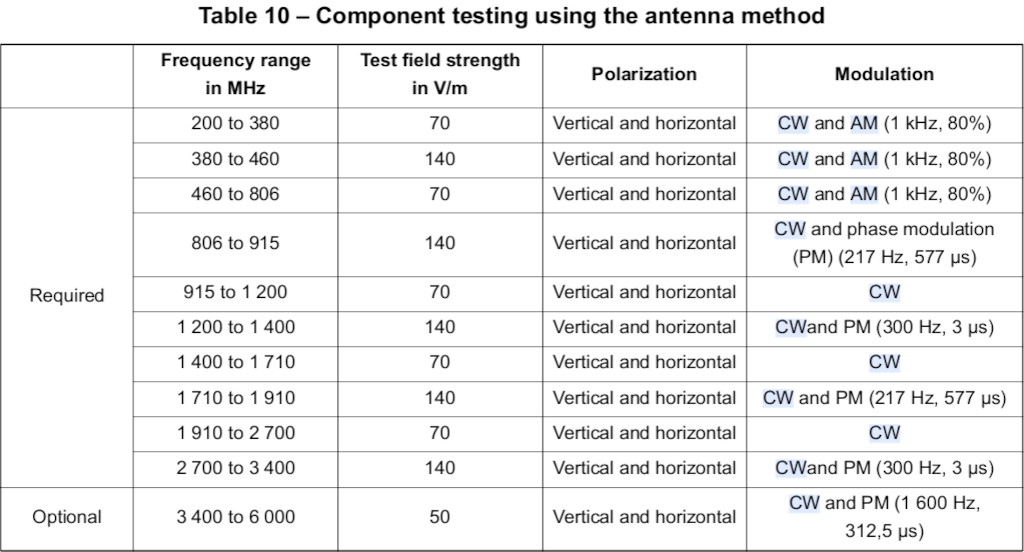 Table 10 – Component testing using the antenna method
Frequency range in MHz Test field strength in V/m Polarization Modulation
Required
200 to 380 70 Vertical and horizontal CW and AM (1 kHz, 80%)
380 to 460 140 Vertical and horizontal CW and AM (1 kHz, 80%)
460 to 806 70 Vertical and horizontal CW and AM (1 kHz, 80%)
806 to 915 140 Vertical and horizontal CW and phase modulation (PM) (217 Hz, 577 µs)
915 to 1 200 70 Vertical and horizontal CW
1 200 to 1 400 140 Vertical and horizontal CWand PM (300 Hz, 3 µs)
1 400 to 1 710 70 Vertical and horizontal CW
1 710 to 1 910 140 Vertical and horizontal CW and PM (217 Hz, 577 µs)
1 910 to 2 700 70 Vertical and horizontal CW
2 700 to 3 400 140 Vertical and horizontal CWand PM (300 Hz, 3 µs)
Optional 3 400 to 6 000 50 Vertical and horizontal CW and PM (1 600 Hz, 312,5 µs)